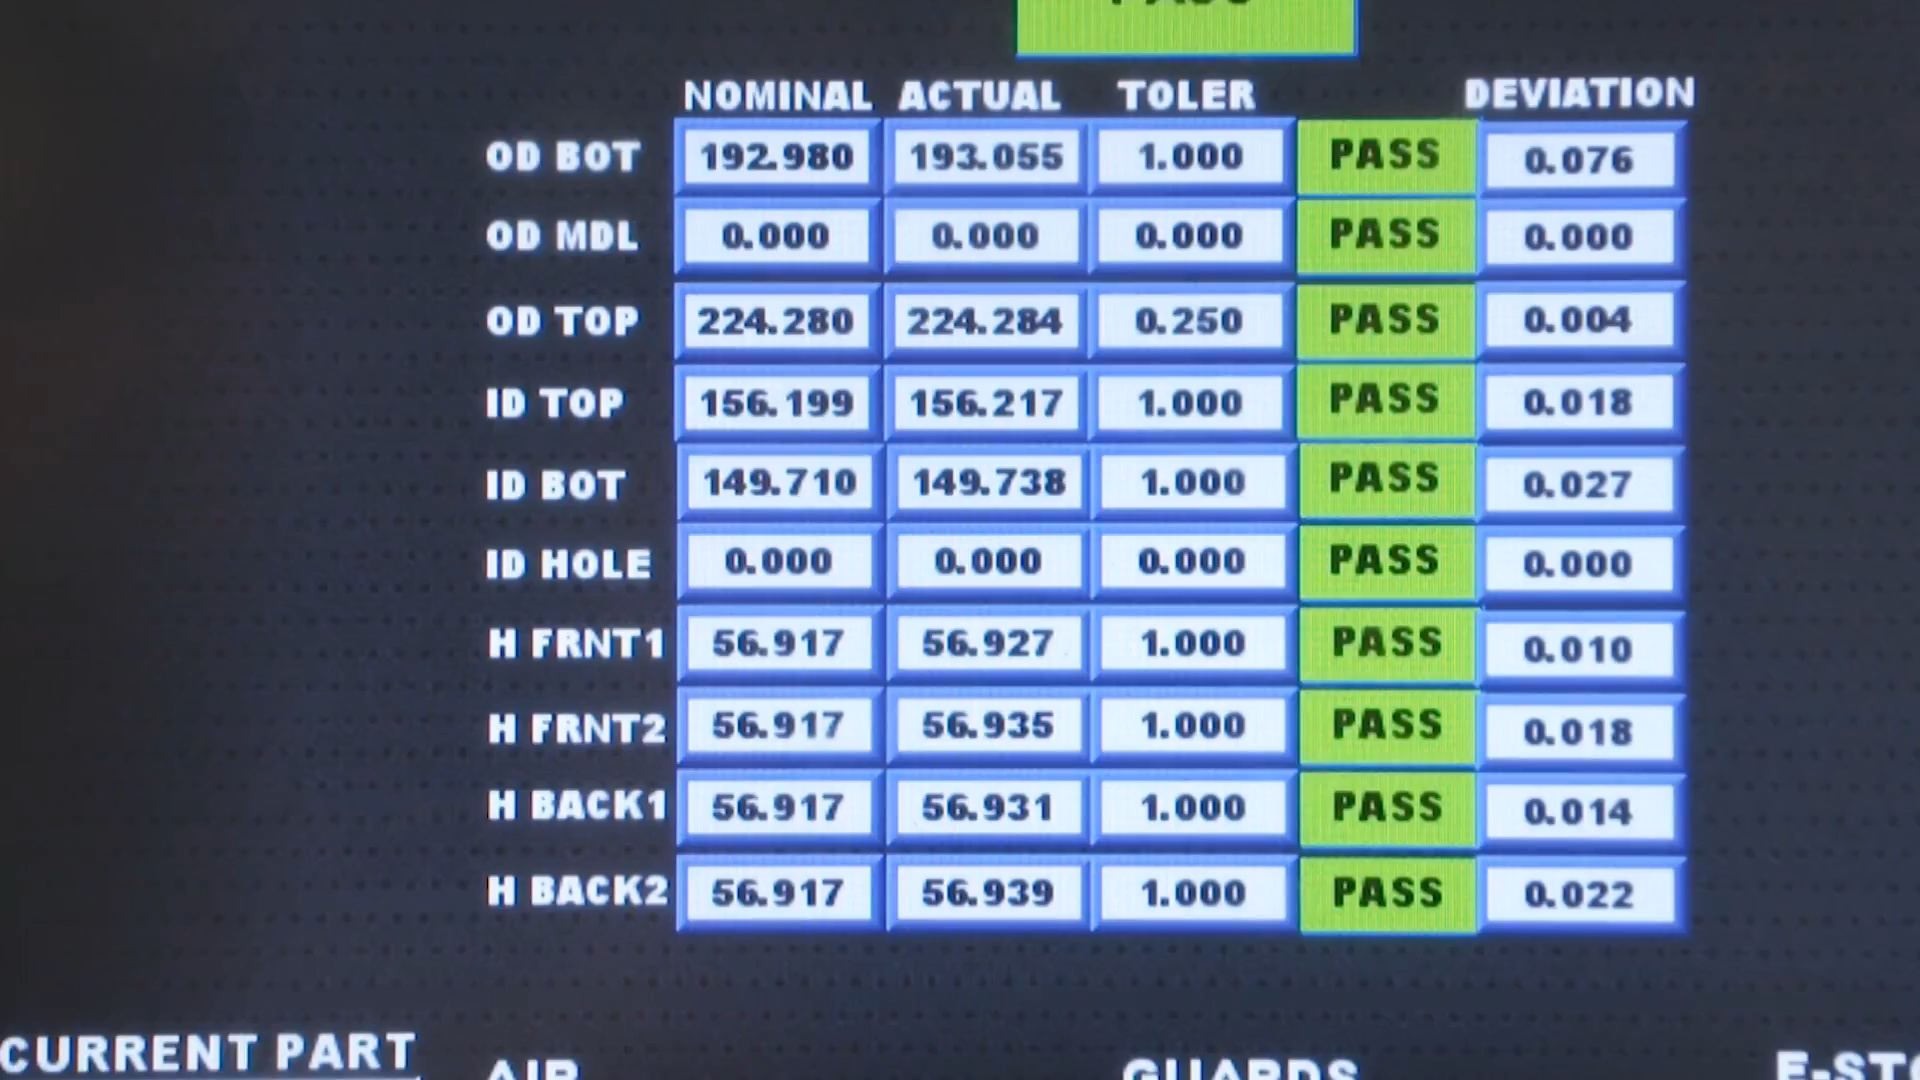 PASS
NOMINAL ACTUAL TOLER DEVIATION
OD BOT 192.980 193.055 1.000 PASS 0.076
OD MDL 0.000 0.000 0.000 PASS 0.000
OD TOP 224.280 224.284 0.250 PASS 0.004
ID TOP 156.199 156.217 1.000 PASS 0.018
ID BOT 149.710 149.738 1.000 PASS 0.027
ID HOLE 0.000 0.000 0.000 PASS 0.000
H FRNT1 56.917 56.927 1.000 PASS 0.010
H FRNT2 56.917 56.935 1.000 PASS 0.018
H BACK1 56.917 56.931 1.000 PASS 0.014
H BACK2 56.917 56.939 1.000 PASS 0.022
CURRENT PART AIR GUARDS E-STO